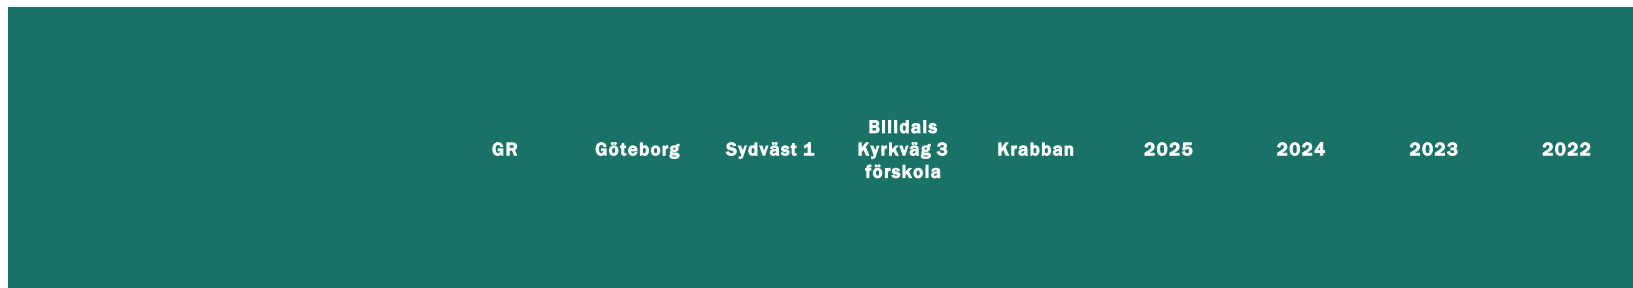 GR
Göteborg
Sydväst 1
Billdals
Kyrkväg 3
förskola
Krabban
2025
2024
2023
2022